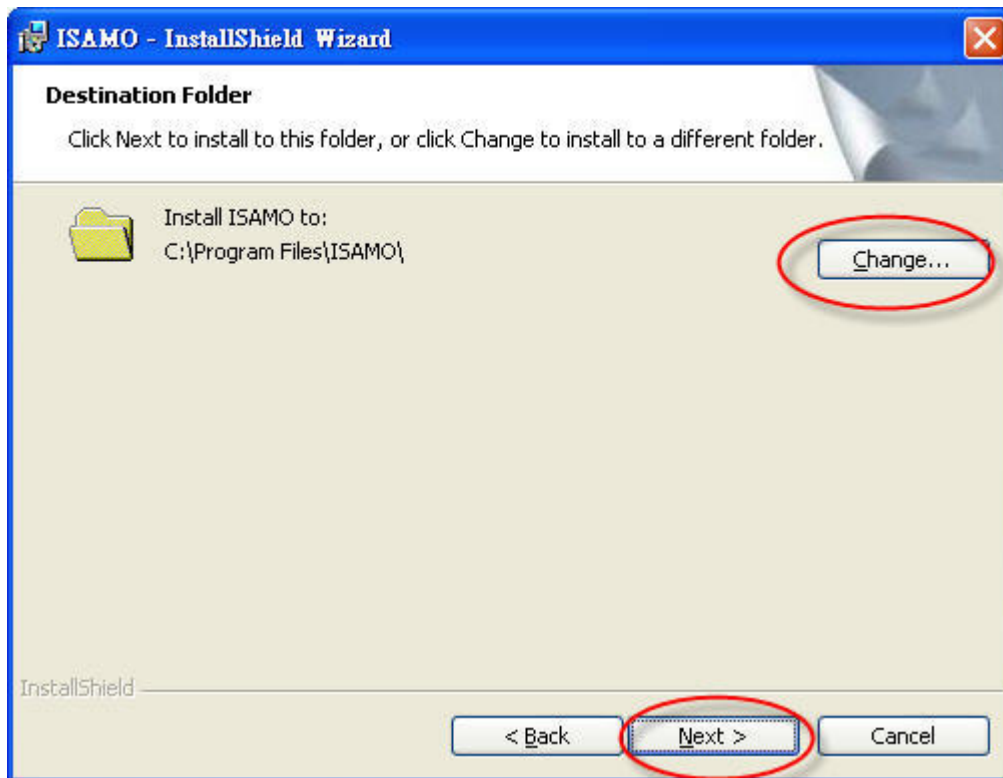 ISAMO - InstallShield Wizard
Destination Folder
Click Next to install to this folder, or click Change to install to a different folder.
Install ISAMO to:
C:\Program Files\ISAMO\
Change...
InstallShield
< Back
Next >
Cancel